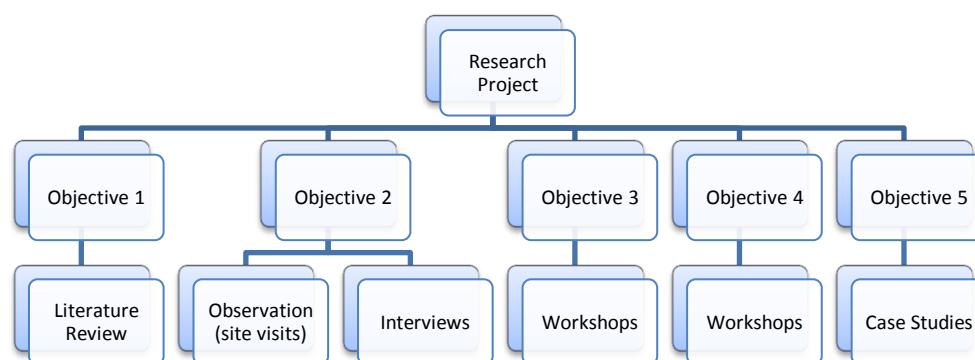 Research
Project
Objective 1
Objective 2
Objective 3
Objective 4
Objective 5
Literature
Review
Observation
(site visits)
Interviews
Workshops
Workshops
Case Studies